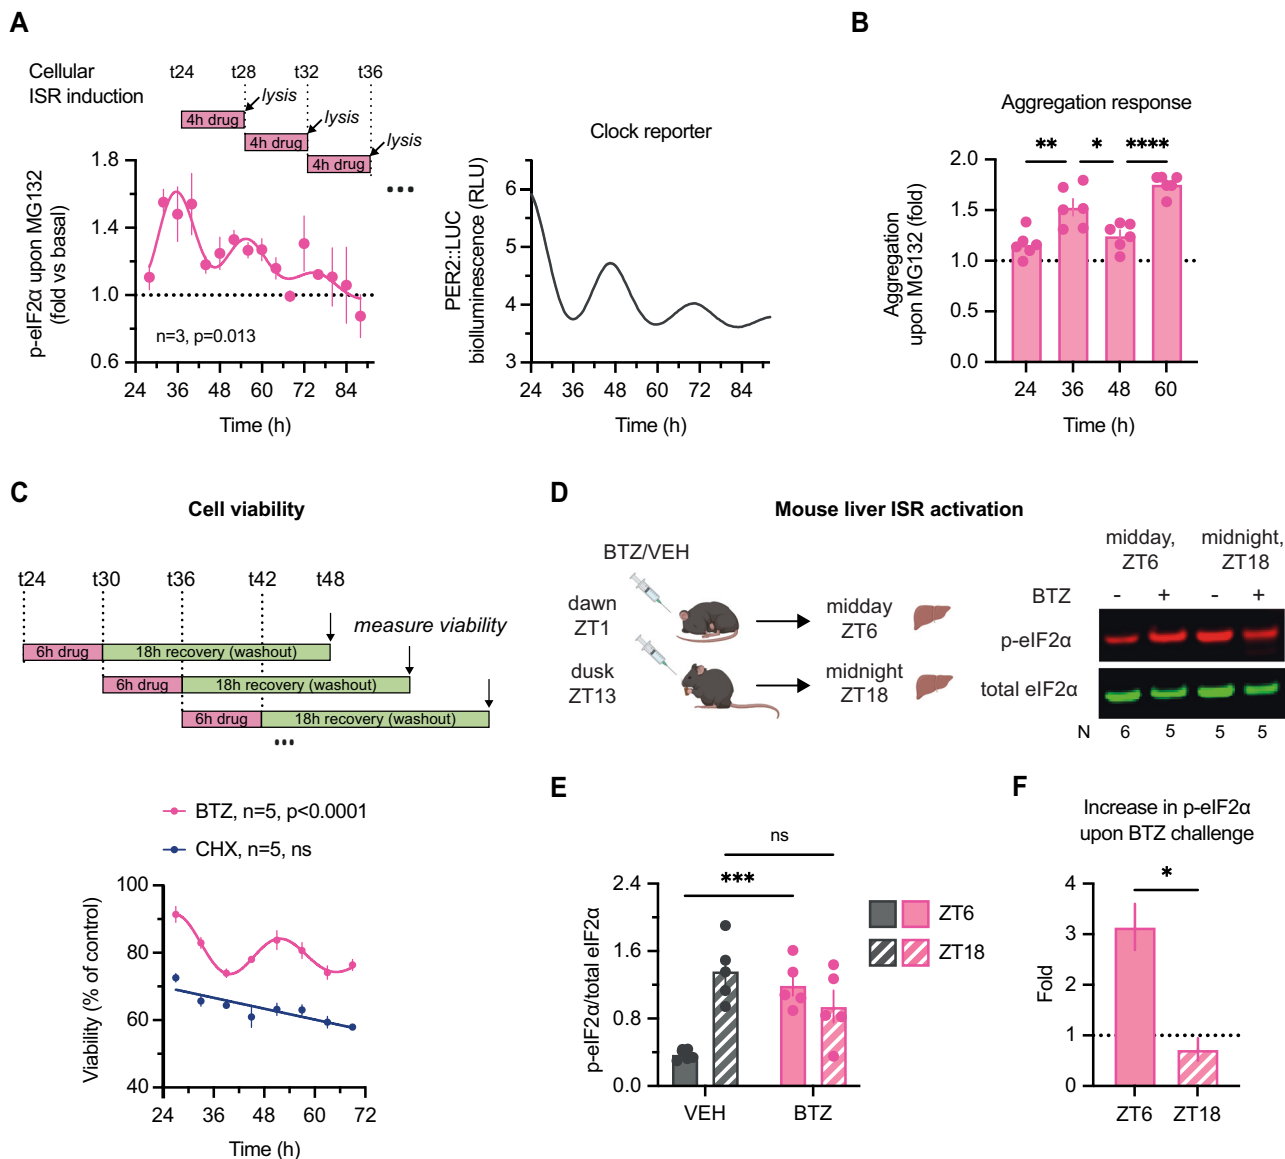 A
Cellular
ISR induction
t24
t28
t32
t36
lysis
lysis
lysis
4h drug
4h drug
4h drug
...
p-eIF2α upon MG132
(fold vs basal)
1.8
1.4
1.0
0.6
n=3, p=0.013
24 36 48 60 72 84
Time (h)
Clock reporter
PER2::LUC
biolluminescence (RLU)
6
5
4
3
24 36 48 60 72 84
Time (h)
B
Aggregation response
** * ****
Aggregation
upon MG132 (fold)
2.0
1.5
1.0
0.5
0.0
24 36 48 60
Time (h)
C
Cell viability
t24 t30 t36 t42 t48
measure viability
6h drug 18h recovery (washout)
6h drug 18h recovery (washout)
6h drug 18h recovery (washout)
...
BTZ, n=5, p<0.0001
CHX, n=5, ns
Viability (% of control)
100
80
60
40
24 36 48 60 72
Time (h)
D
Mouse liver ISR activation
BTZ/VEH
dawn
ZT1
midday
ZT6
dusk
ZT13
midnight
ZT18
midday,
ZT6
midnight,
ZT18
BTZ - + - +
p-eIF2α
total eIF2α
N 6 5 5 5
E
ns
***
p-eIF2α/total eIF2α
2.4
1.6
0.8
0.0
VEH BTZ
ZT6
ZT18
F
Increase in p-eIF2α
upon BTZ challenge
*
Fold
4
3
2
1
0
ZT6 ZT18